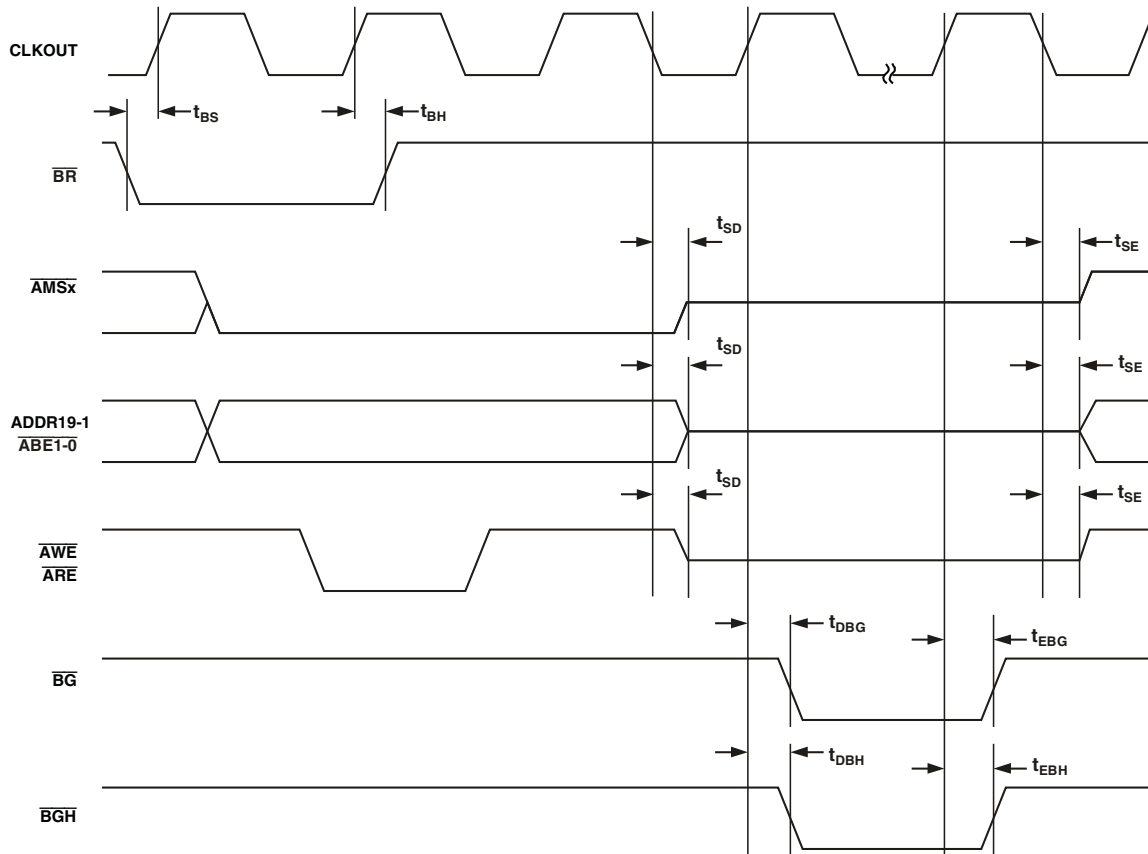 CLKOUT
tBS
tBH
BR
tSD
tSE
AMSx
tSD
tSE
ADDR19-1
ABE1-0
tSD
tSE
AWE
ARE
tDBG
tEBG
BG
tDBH
tEBH
BGH